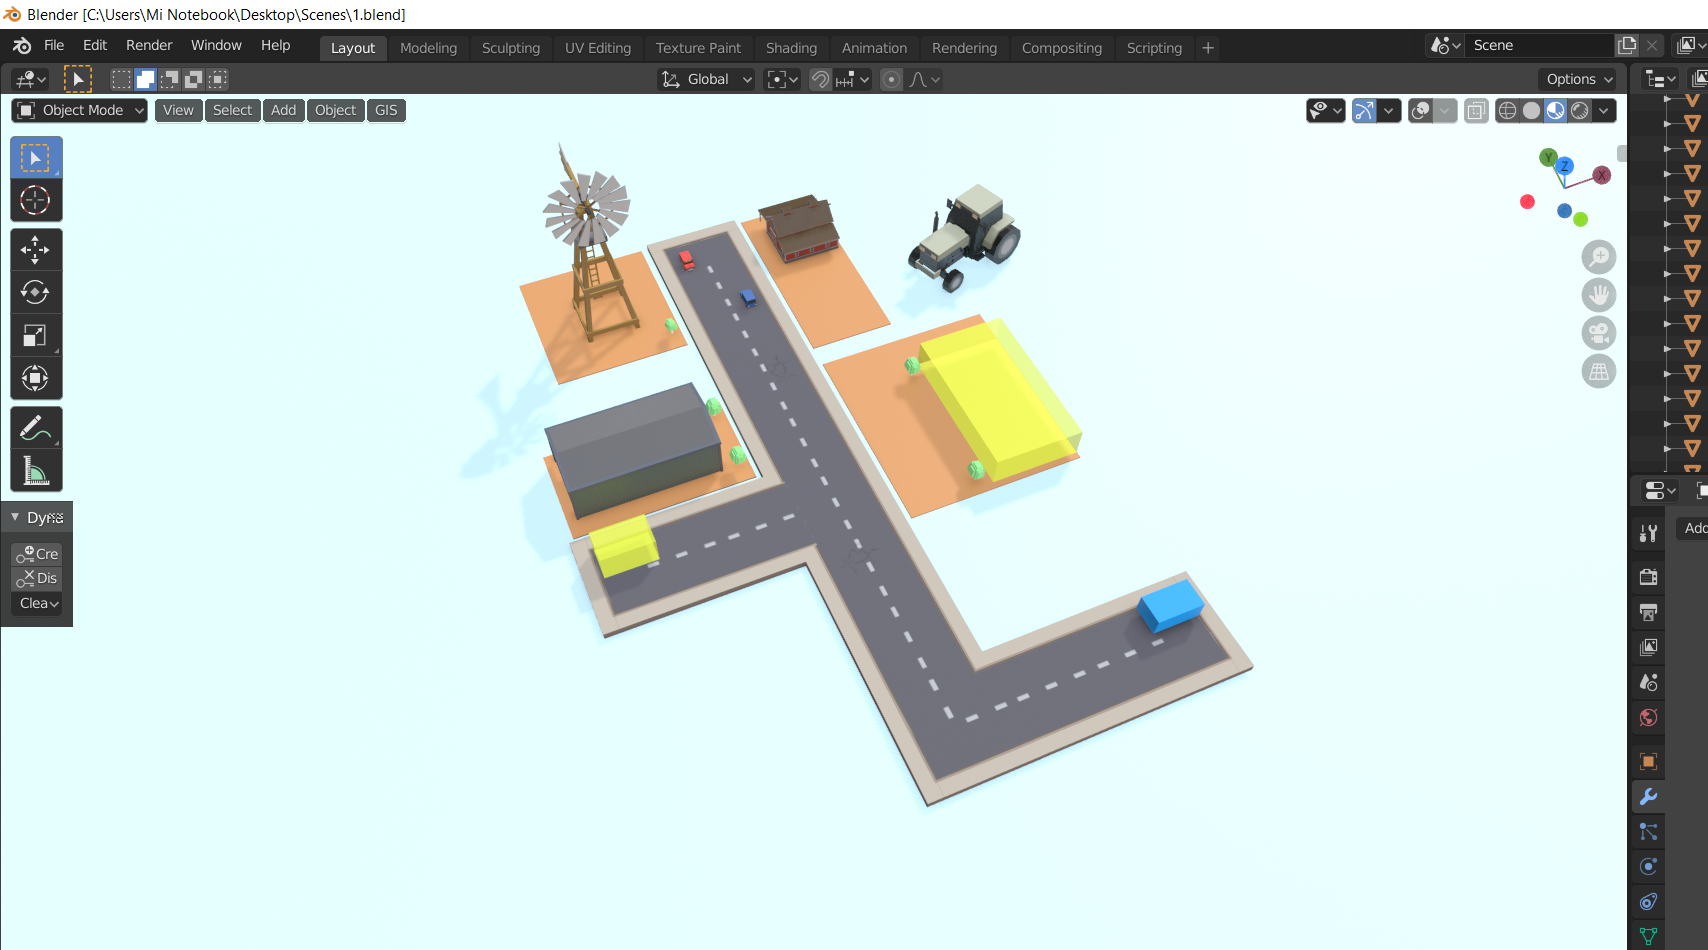 Blender [C:\Users\Mi Notebook\Desktop\Scenes\1.blend]
File Edit Render Window Help Layout Modeling Sculpting UV Editing Texture Paint Shading Animation Rendering Compositing Scripting + Scene
Global Options
Object Mode View Select Add Object GIS
Y Z X
Dyna
Cre
Dis
Clea
Add